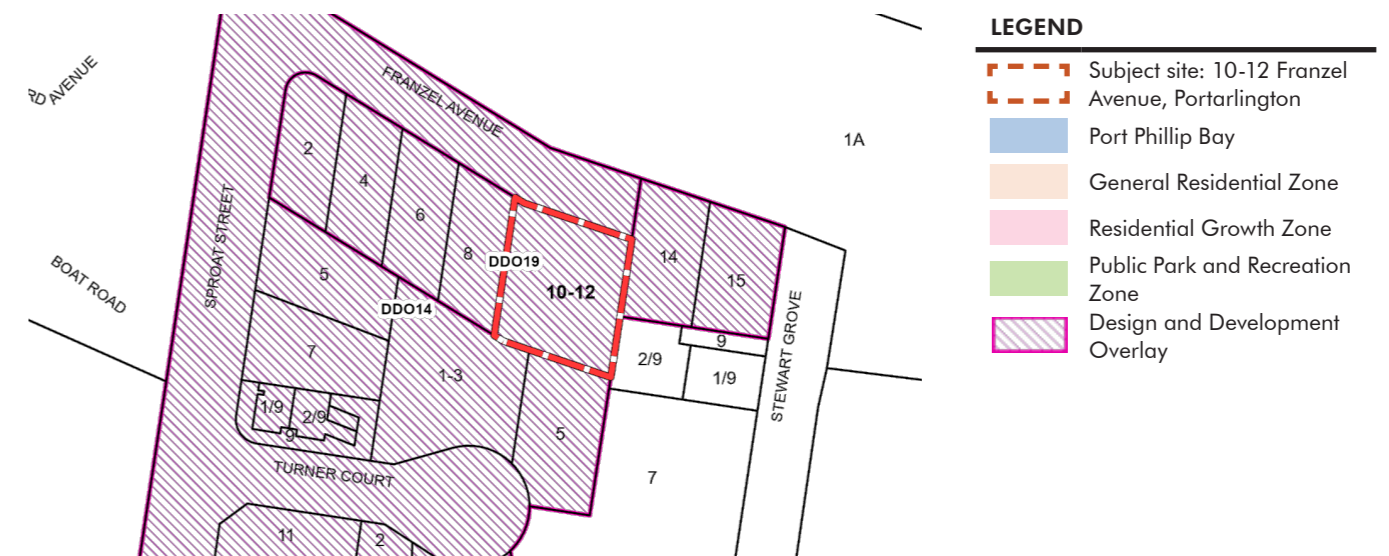 RD AVENUE
FRANZEL AVENUE
1A
2
4
6
8
DDO19
10-12
14
15
SPROAT STREET
BOAT ROAD
5
DDO14
7
1-3
9
2/9
1/9
STEWART GROVE
1/9
2/9
9
5
7
TURNER COURT
11
2
LEGEND
Subject site: 10-12 Franzel
Avenue, Portarlington
Port Phillip Bay
General Residential Zone
Residential Growth Zone
Public Park and Recreation
Zone
Design and Development
Overlay